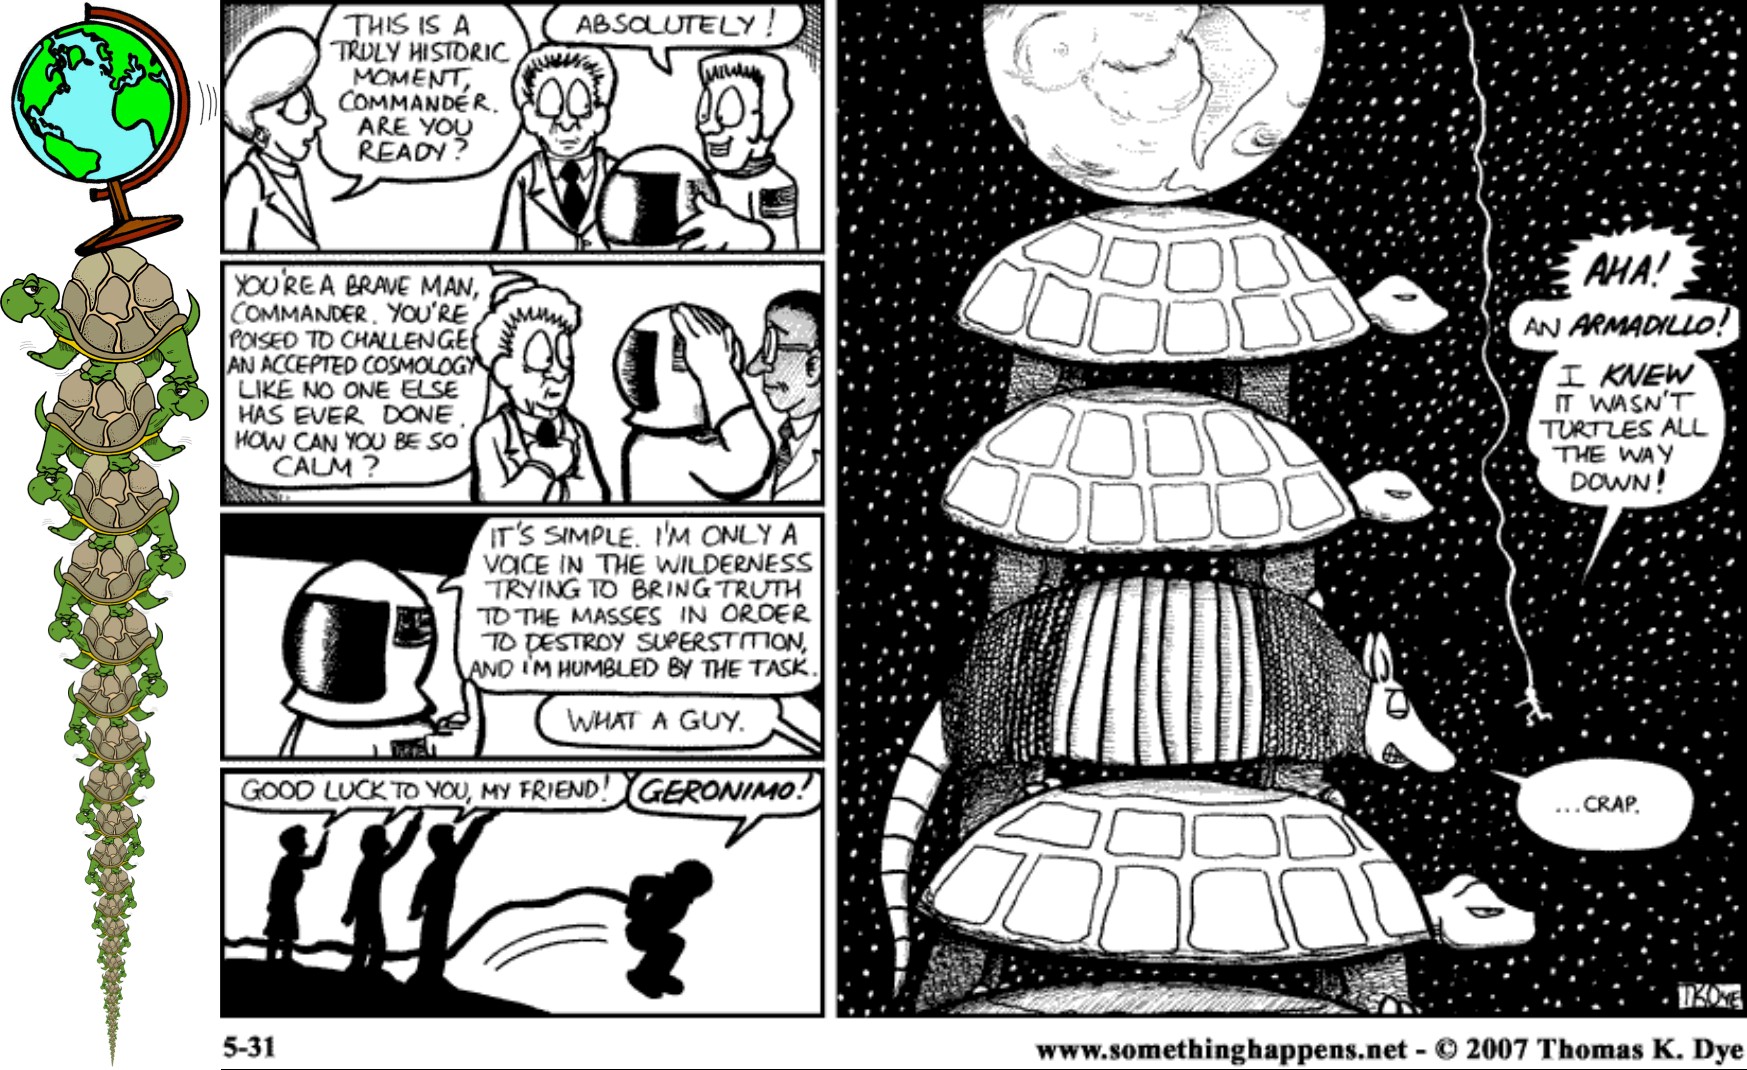 THIS IS A
TRULY HISTORIC
MOMENT,
COMMANDER.
ARE YOU
READY?
ABSOLUTELY!
YOU'RE A BRAVE MAN,
COMMANDER. YOU'RE
POISED TO CHALLENGE
AN ACCEPTED COSMOLOGY
LIKE NO ONE ELSE
HAS EVER DONE.
HOW CAN YOU BE SO
CALM?
IT'S SIMPLE. I'M ONLY A
VOICE IN THE WILDERNESS
TRYING TO BRING TRUTH
TO THE MASSES IN ORDER
TO DESTROY SUPERSTITION,
AND I'M HUMBLED BY THE TASK.
WHAT A GUY.
GOOD LUCK TO YOU, MY FRIEND!
GERONIMO!
AHA!
AN ARMADILLO!
I KNEW
IT WASN'T
TURTLES ALL
THE WAY
DOWN!
...CRAP.
TKDYE
5-31
www.somethinghappens.net - © 2007 Thomas K. Dye